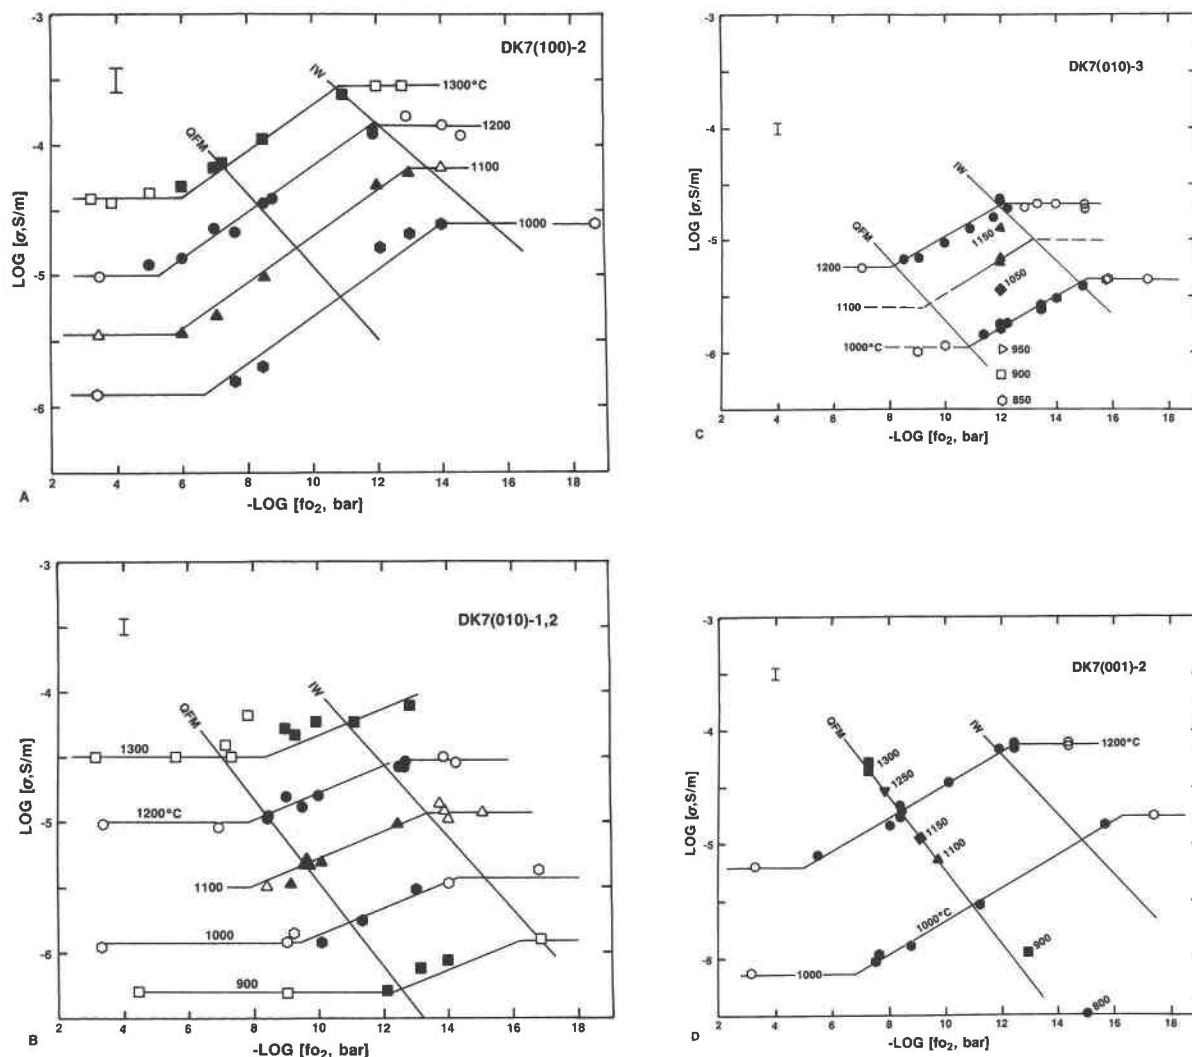 -3
DK7(100)-2
IW
1300°C
QFM
1200
-4
1100
1000
-5
-6
LOG [σ,S/m]
2 4 6 8 10 12 14 16 18
-LOG [fo₂, bar]
A
-3
DK7(010)-3
-4
IW
QFM
1150
-5
1200
1050
1100
1000°C
-6
950
900
850
LOG [σ,S/m]
2 4 6 8 10 12 14 16 18
-LOG [fo₂, bar]
C
-3
DK7(010)-1,2
-4
QFM
IW
1300
1200°C
-5
1100
1000
-6
900
LOG [σ,S/m]
2 4 6 8 10 12 14 16 18
-LOG [fo₂, bar]
B
-3
DK7(001)-2
-4
QFM
IW
1200°C
1300
1250
-5
1150
1100
1000°C
900
-6
1000
800
LOG [σ,S/m]
2 4 6 8 10 12 14 16 18
-LOG [fo₂, bar]
D